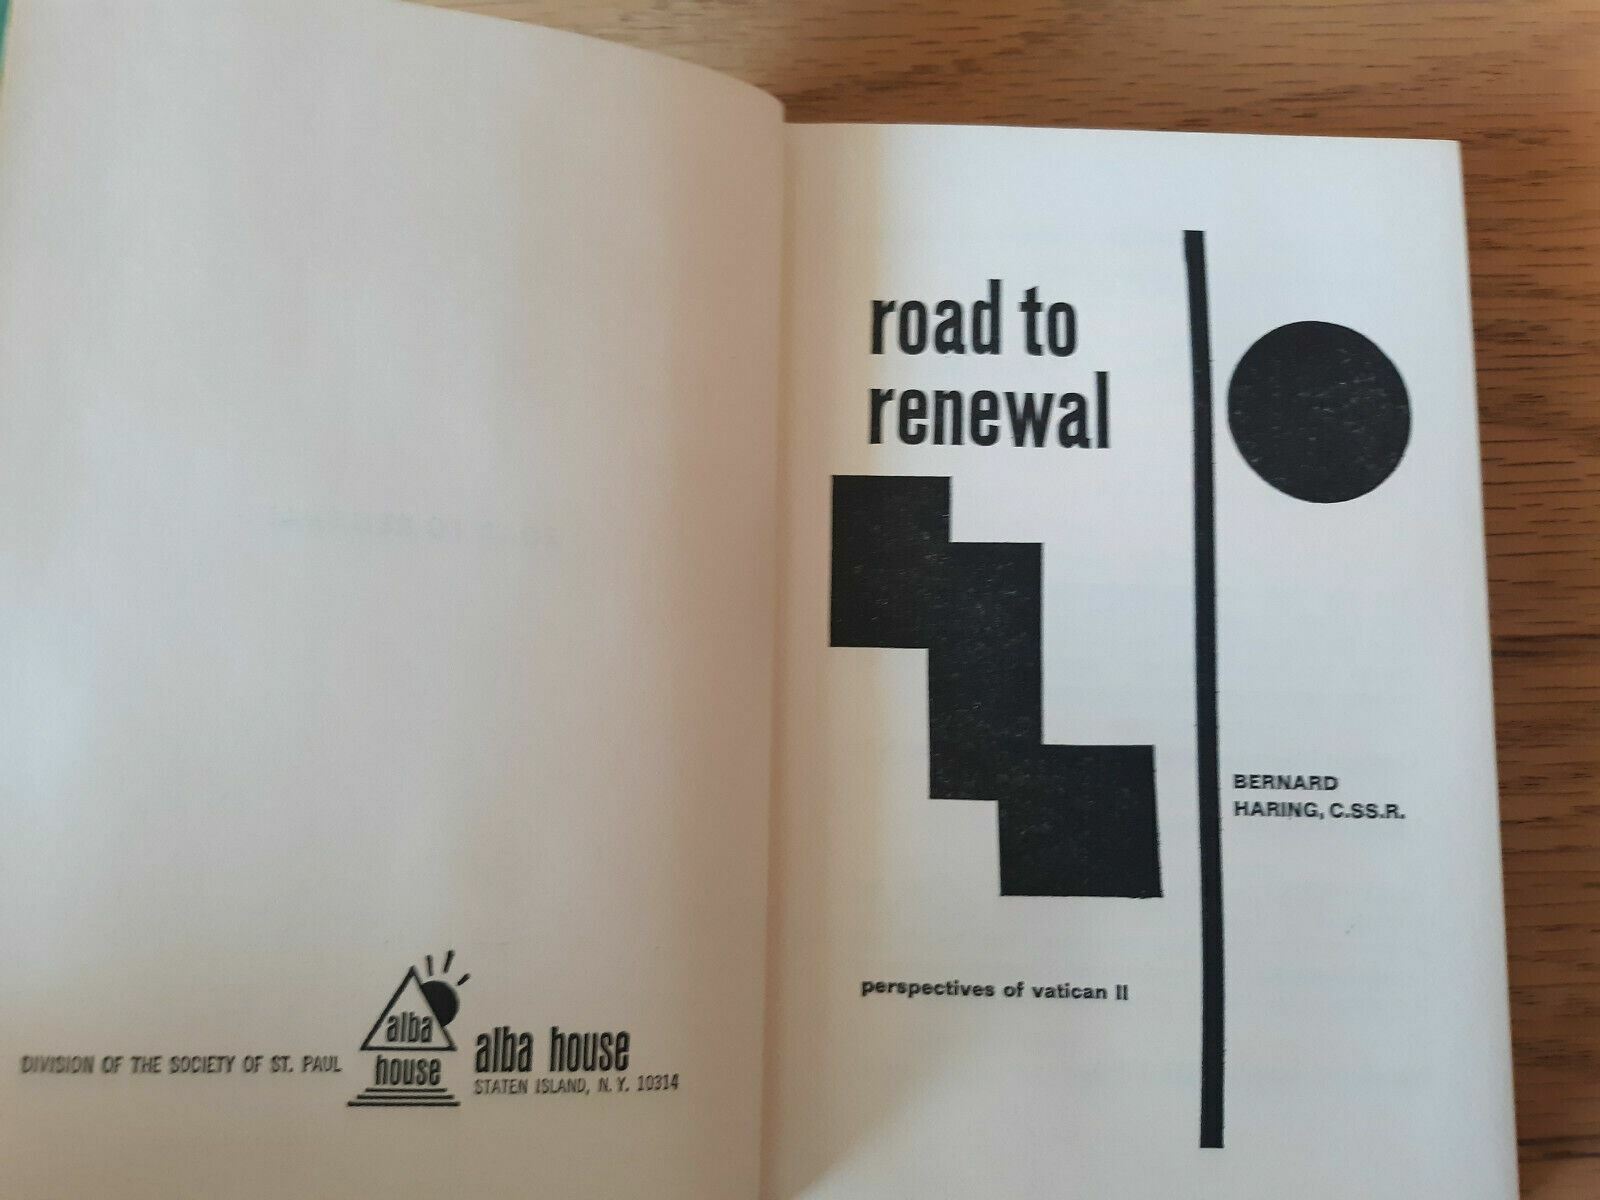 DIVISION OF THE SOCIETY OF ST. PAUL
alba
house
alba house
STATEN ISLAND, N.Y. 10314
road to
renewal
BERNARD
HARING, C.SS.R.
perspectives of vatican II